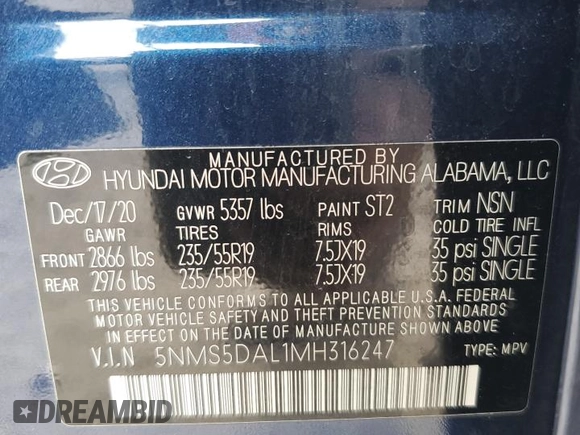 MANUFACTURED BY
HYUNDAI MOTOR MANUFACTURING ALABAMA, LLC
Dec/17/20 GVWR 5357 lbs PAINT ST2 TRIM NSN
GAWR TIRES RIMS COLD TIRE INFL
FRONT 2866 lbs 235/55R19 7.5JX19 35 psi SINGLE
REAR 2976 lbs 235/55R19 7.5JX19 35 psi SINGLE
THIS VEHICLE CONFORMS TO ALL APPLICABLE U.S.A. FEDERAL
MOTOR VEHICLE SAFETY AND THEFT PREVENTION STANDARDS
IN EFFECT ON THE DATE OF MANUFACTURE SHOWN ABOVE.
V.I.N 5NMS5DAL1MH316247 TYPE: MPV
DREAMBID